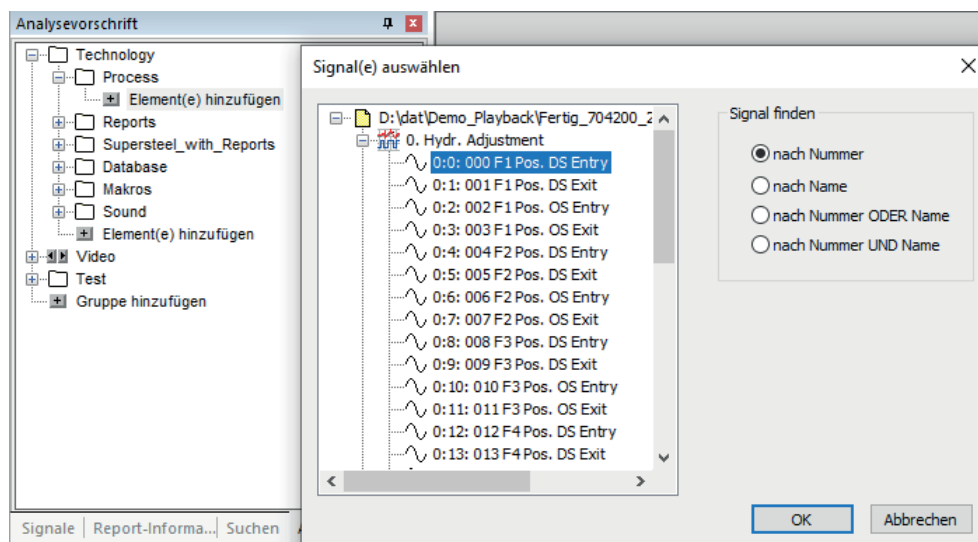 Analysevorschrift
Technology
Process
Element(e) hinzufügen
Reports
Supersteel_with_Reports
Database
Makros
Sound
Element(e) hinzufügen
Video
Test
Gruppe hinzufügen
Signale
Report-Informa...
Suchen
Signal(e) auswählen
D:\dat\Demo_Playback\Fertig_704200_2
0. Hydr. Adjustment
0:0: 000 F1 Pos. DS Entry
0:1: 001 F1 Pos. DS Exit
0:2: 002 F1 Pos. OS Entry
0:3: 003 F1 Pos. OS Exit
0:4: 004 F2 Pos. DS Entry
0:5: 005 F2 Pos. DS Exit
0:6: 006 F2 Pos. OS Entry
0:7: 007 F2 Pos. OS Exit
0:8: 008 F3 Pos. DS Entry
0:9: 009 F3 Pos. DS Exit
0:10: 010 F3 Pos. OS Entry
0:11: 011 F3 Pos. OS Exit
0:12: 012 F4 Pos. DS Entry
0:13: 013 F4 Pos. DS Exit
Signal finden
nach Nummer
nach Name
nach Nummer ODER Name
nach Nummer UND Name
OK
Abbrechen